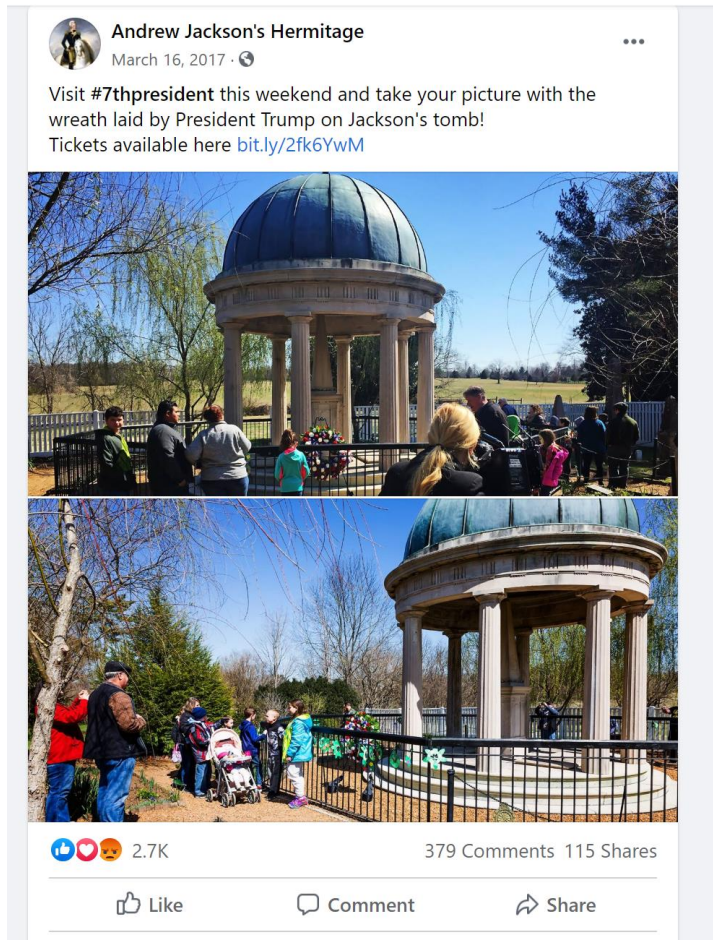 Andrew Jackson's Hermitage
March 16, 2017 ·
Visit #7thpresident this weekend and take your picture with the
wreath laid by President Trump on Jackson's tomb!
Tickets available here bit.ly/2fk6YwM
2.7K
379 Comments 115 Shares
Like
Comment
Share